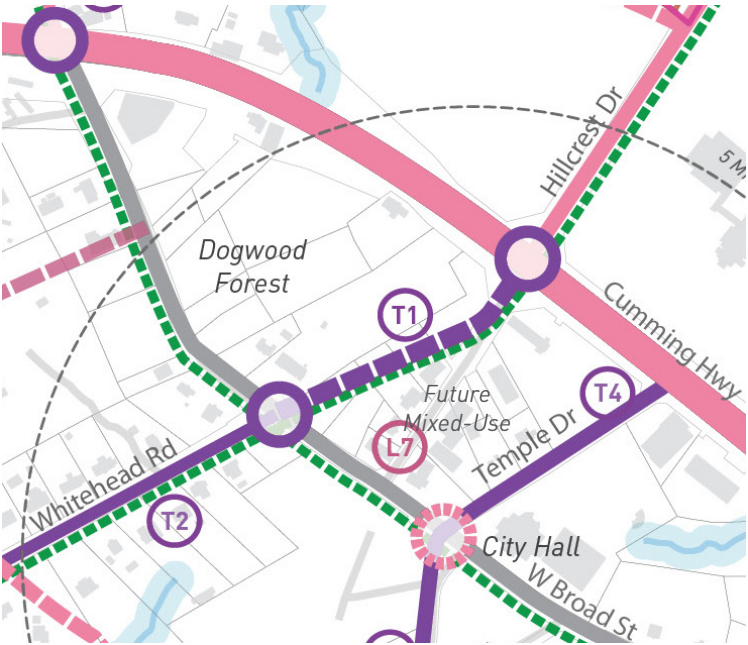 Hillcrest Dr
5 M
Dogwood
Forest
T1
Cumming Hwy
T4
Future
Mixed-Use
L7
Temple Dr
Whitehead Rd
T2
City Hall
W Broad St